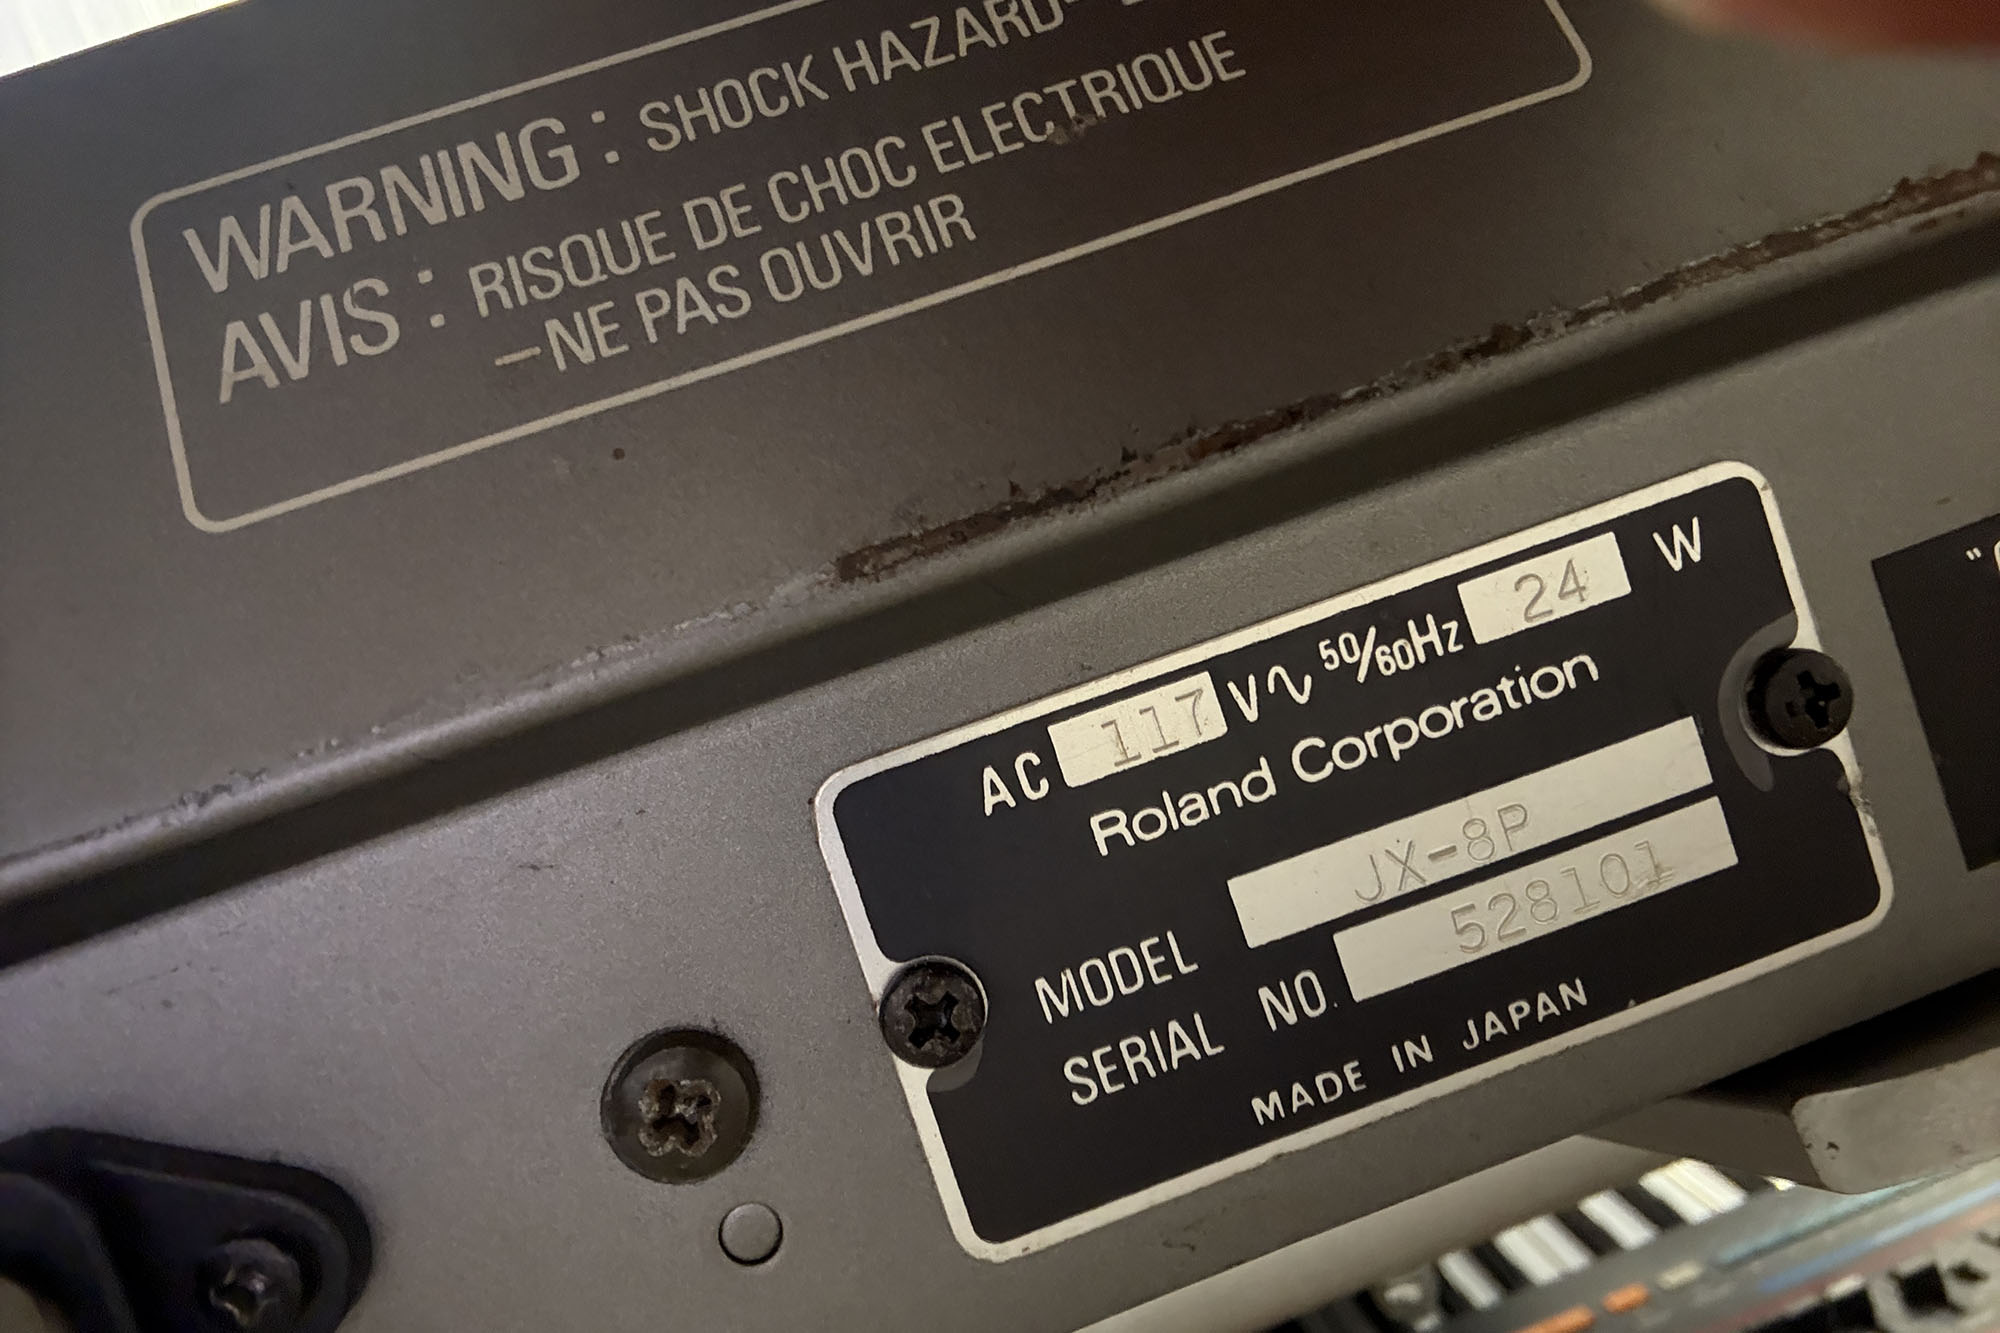 WARNING : SHOCK HAZARD-
AVIS : RISQUE DE CHOC ELECTRIQUE
-NE PAS OUVRIR
AC 117 V∿ 50/60Hz 24 W
Roland Corporation
MODEL JX-8P
SERIAL NO. 528101
MADE IN JAPAN